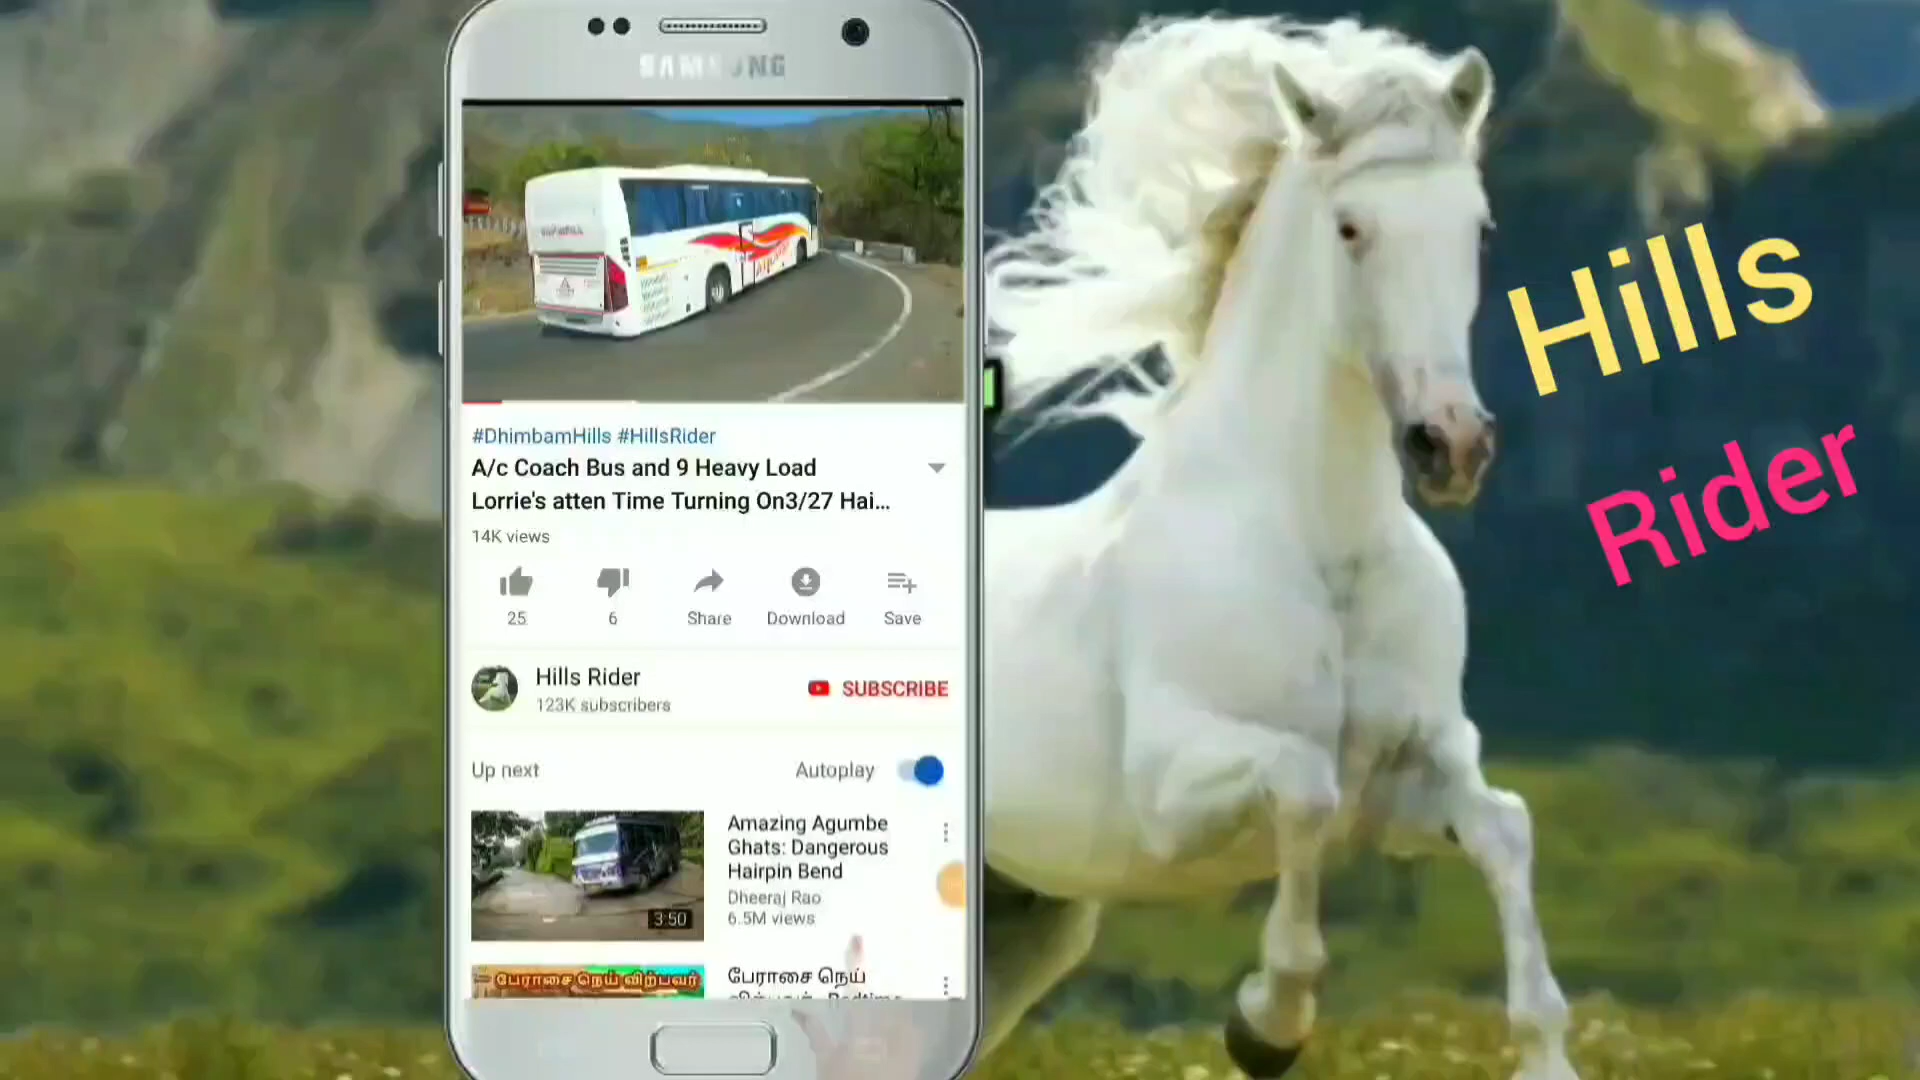 SAMSUNG
#DhimbamHills #HillsRider
A/c Coach Bus and 9 Heavy Load
Lorrie's atten Time Turning On3/27 Hai...
14K views
25
6
Share
Download
Save
Hills Rider
123K subscribers
SUBSCRIBE
Up next
Autoplay
3:50
Amazing Agumbe
Ghats: Dangerous
Hairpin Bend
Dheeraj Rao
6.5M views
பேராசை நெய் விற்பவர்
பேராசை நெய்
Hills
Rider